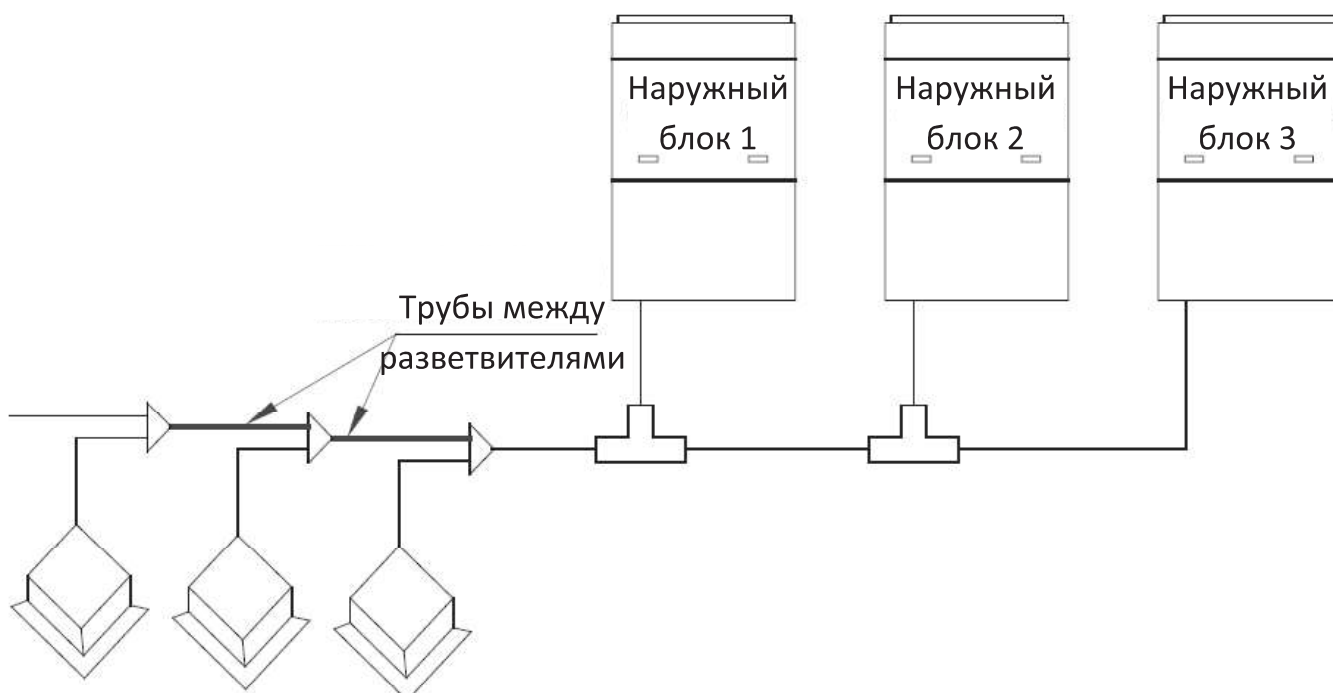 Наружный
блок 1
Наружный
блок 2
Наружный
блок 3
Трубы между
разветвителями